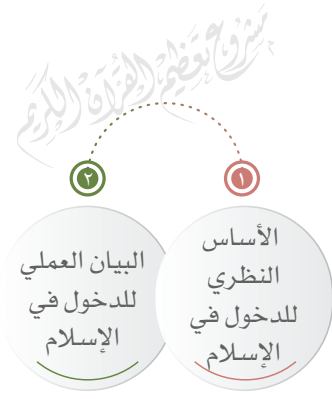 مشروع تعظيم القرآن الكريم
١
الأساس
النظري
للدخول في
الإسلام
٢
البيان العملي
للدخول في
الإسلام